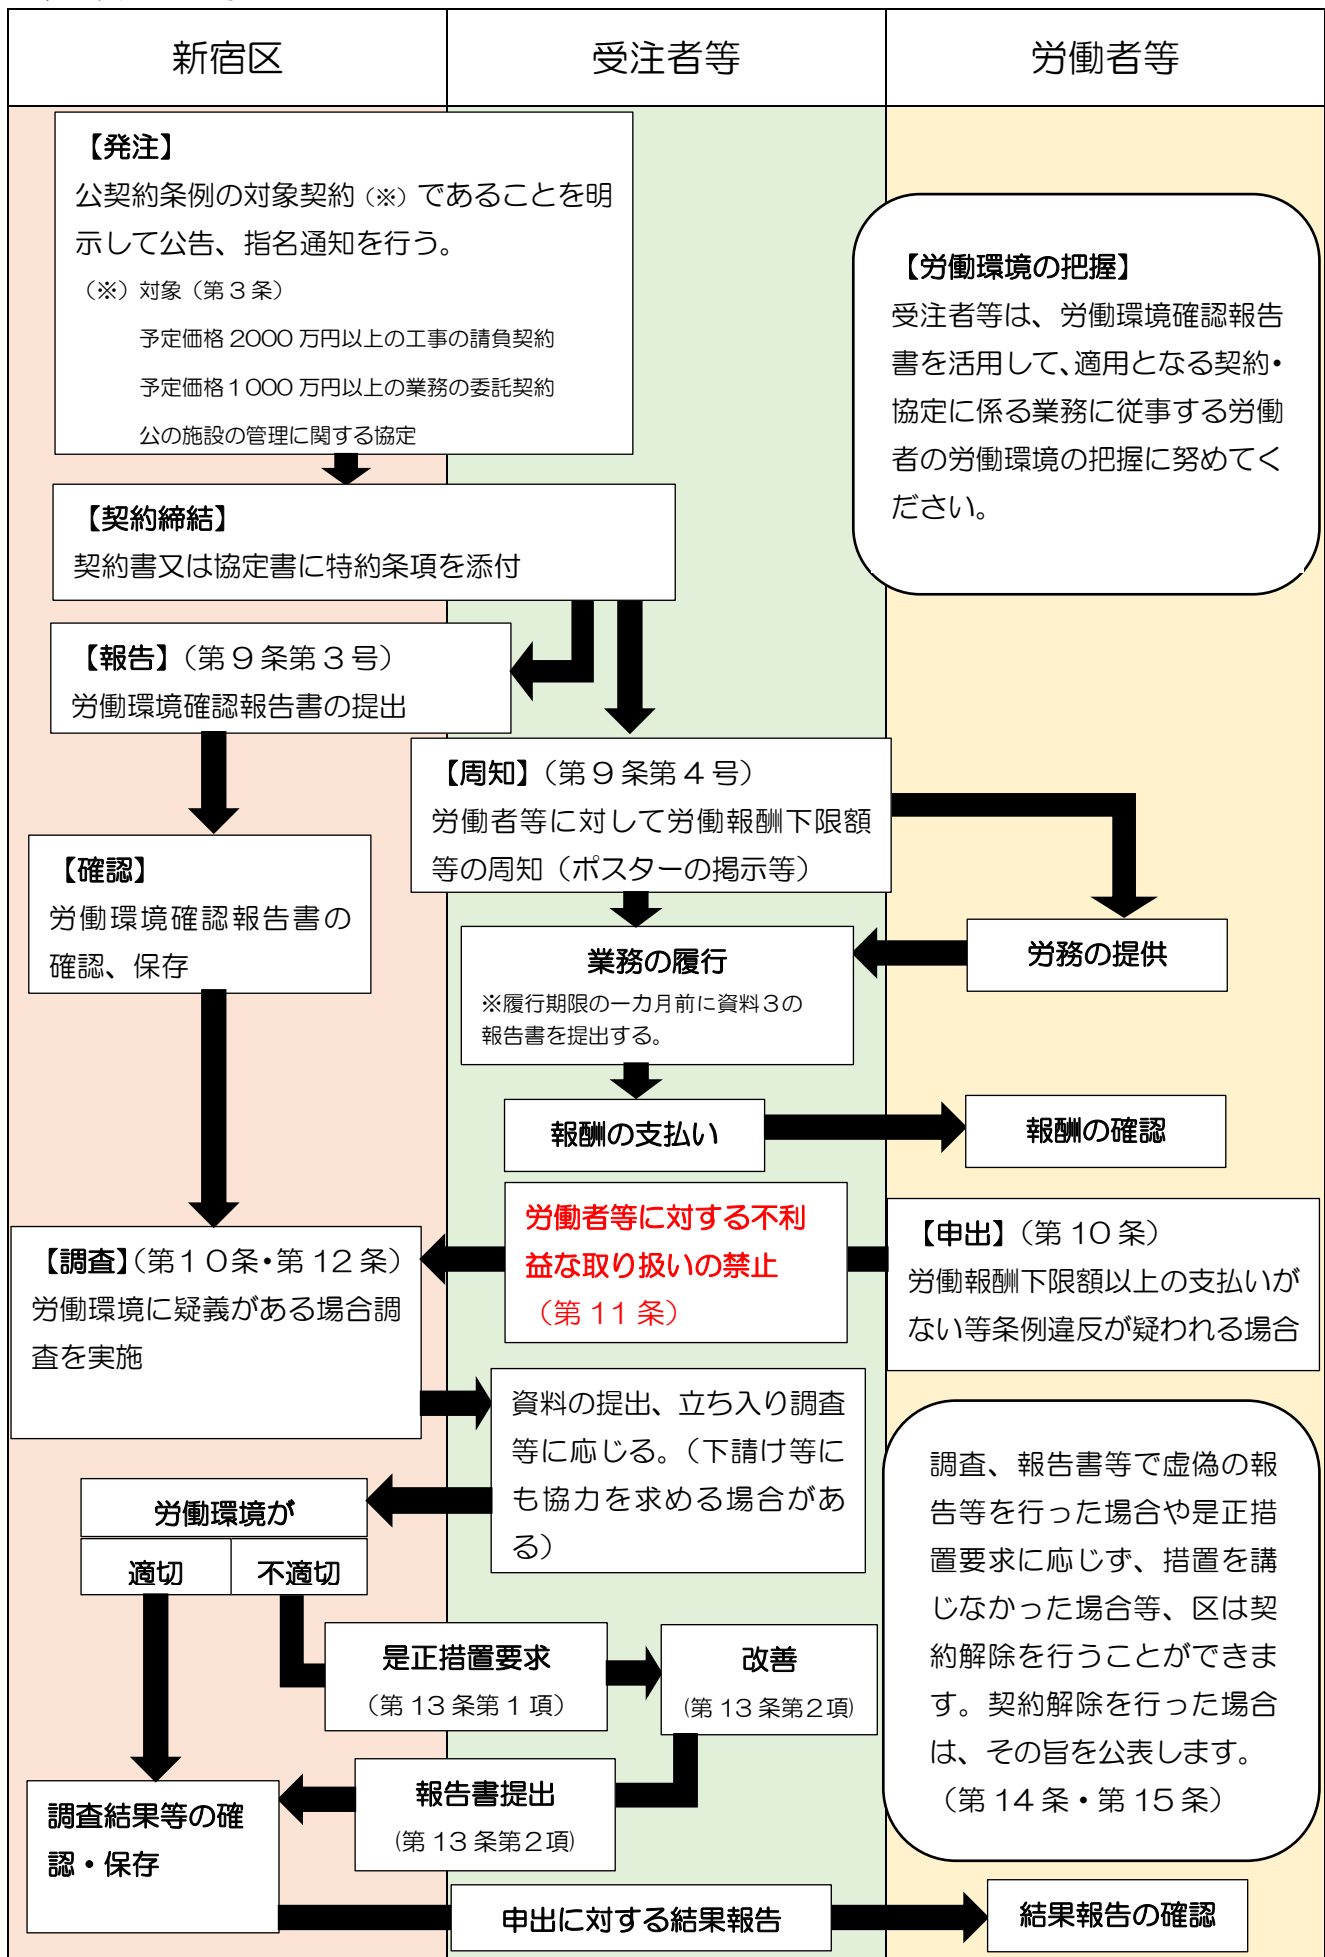 新宿区
受注者等
労働者等
【発注】
公契約条例の対象契約（※）であることを明
示して公告、指名通知を行う。
（※）対象（第３条）
予定価格 2000 万円以上の工事の請負契約
予定価格１000 万円以上の業務の委託契約
公の施設の管理に関する協定
【労働環境の把握】
受注者等は、労働環境確認報告
書を活用して、適用となる契約・
協定に係る業務に従事する労働
者の労働環境の把握に努めてく
ださい。
【契約締結】
契約書又は協定書に特約条項を添付
【報告】（第９条第３号）
労働環境確認報告書の提出
【周知】（第９条第４号）
労働者等に対して労働報酬下限額
等の周知（ポスターの掲示等）
【確認】
労働環境確認報告書の
確認、保存
業務の履行
※履行期限の一カ月前に資料３の
報告書を提出する。
労務の提供
報酬の支払い
報酬の確認
労働者等に対する不利
益な取り扱いの禁止
（第 11 条）
【申出】（第 10 条）
労働報酬下限額以上の支払いが
ない等条例違反が疑われる場合
【調査】（第１０条・第 12 条）
労働環境に疑義がある場合調
査を実施
資料の提出、立ち入り調査
等に応じる。（下請け等に
も協力を求める場合があ
る）
調査、報告書等で虚偽の報
告等を行った場合や是正措
置要求に応じず、措置を講
じなかった場合等、区は契
約解除を行うことができま
す。契約解除を行った場合
は、その旨を公表します。
（第 14 条・第 15 条）
労働環境が
適切
不適切
是正措置要求
（第 13 条第１項）
改善
(第 13 条第２項)
報告書提出
(第 13 条第２項)
調査結果等の確
認・保存
申出に対する結果報告
結果報告の確認